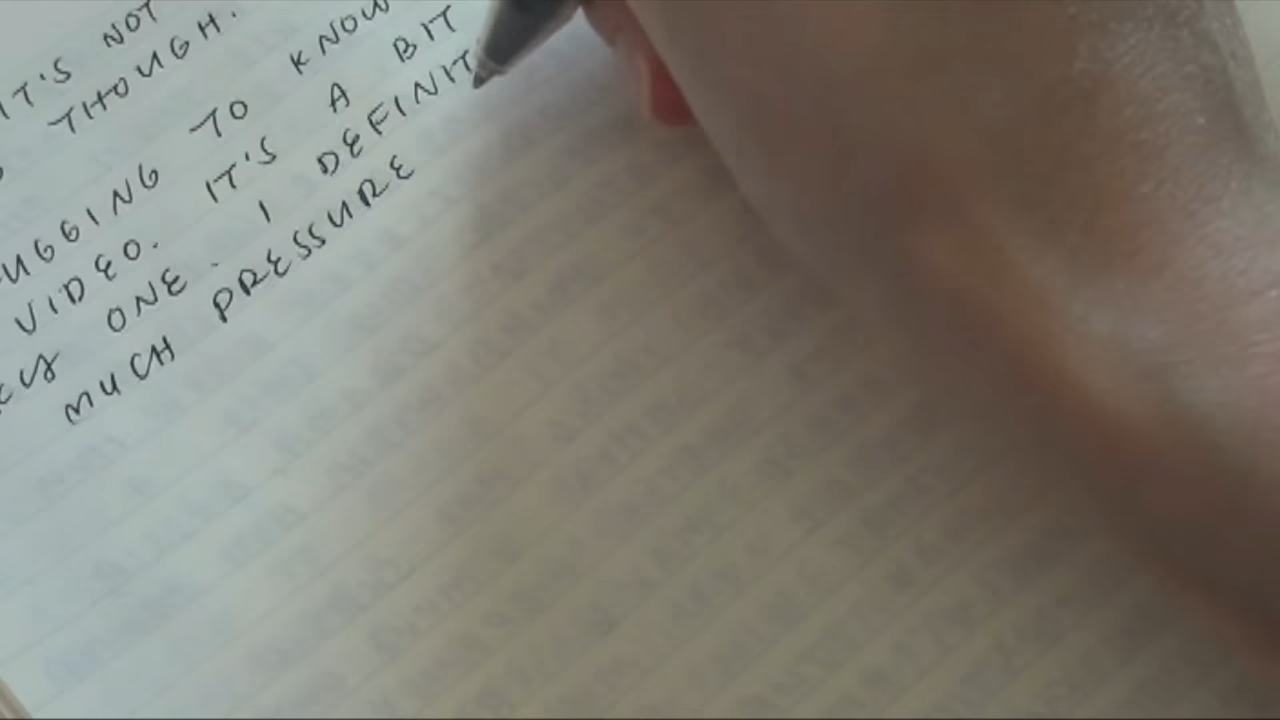 IT'S NOT
THOUGH.
UGGING TO KNOW
VIDEO. IT'S A BIT
ONE. I DEFINIT
MUCH PRESSURE